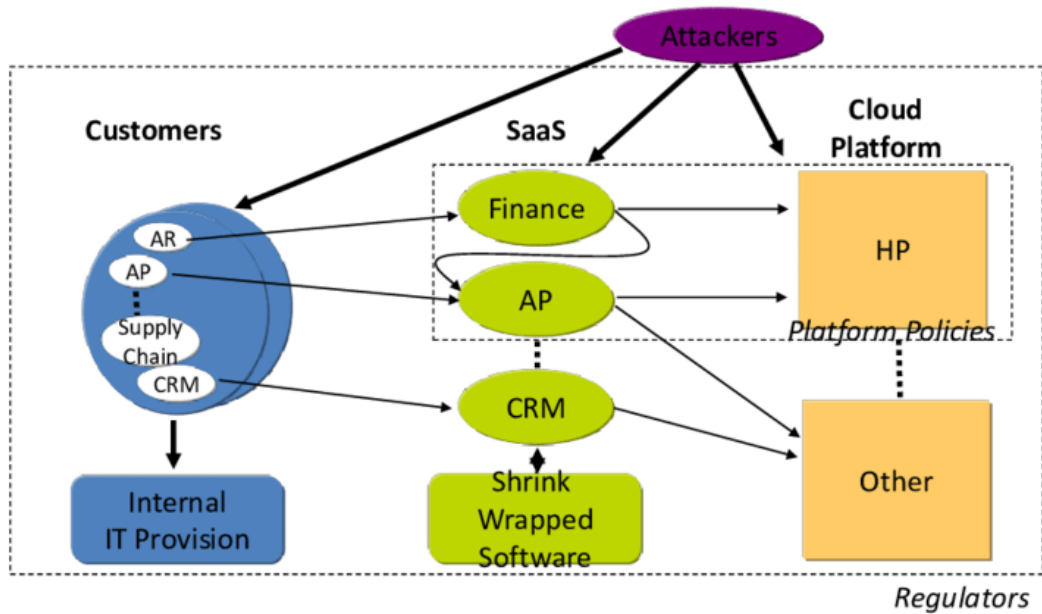 Attackers
Customers
SaaS
Cloud
Platform
AR
AP
Supply
Chain
CRM
Finance
AP
CRM
HP
Platform Policies
Other
Internal
IT Provision
Shrink
Wrapped
Software
Regulators